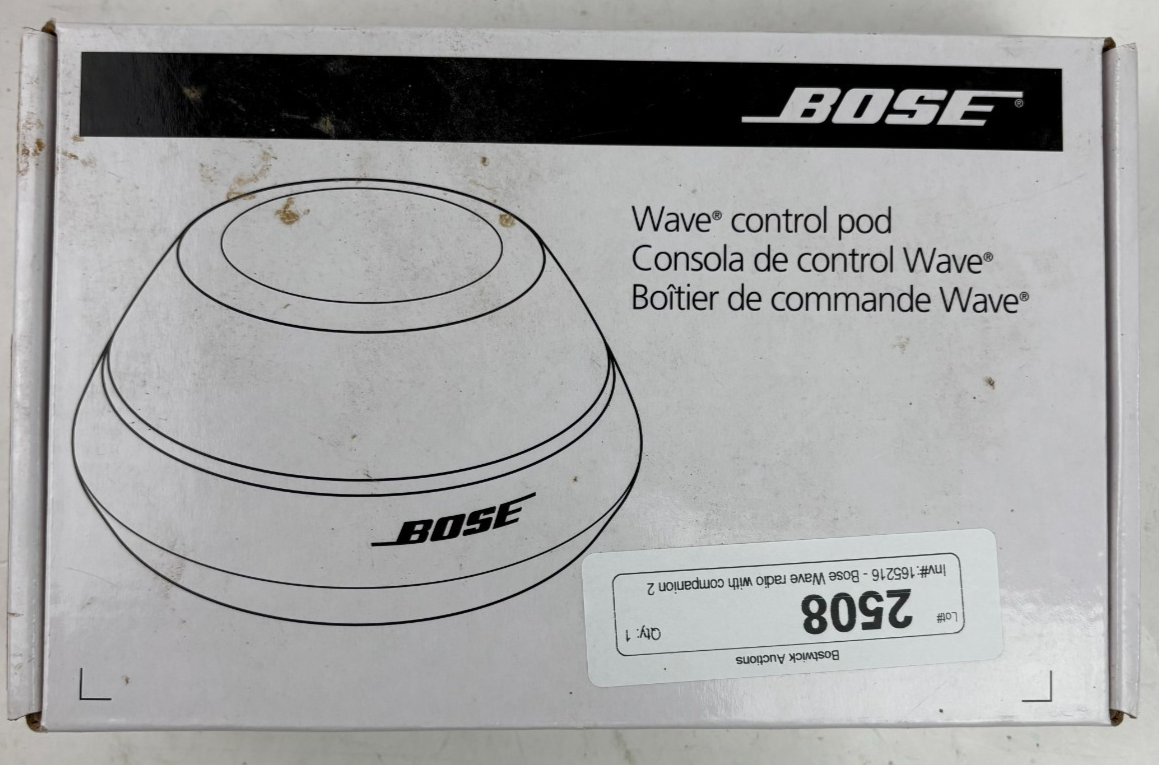 BOSE®
Wave® control pod
Consola de control Wave®
Boîtier de commande Wave®
BOSE
Bostwick Auctions
Lot# 2508 Qty: 1
Inv#:165216 - Bose Wave radio with companion 2